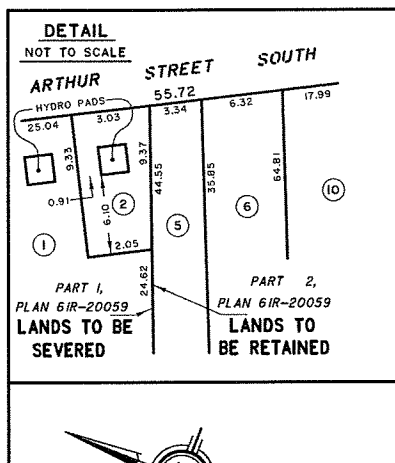 DETAIL
NOT TO SCALE
ARTHUR STREET SOUTH
HYDRO PADS
55.72
25.04
3.03
3.34
6.32
17.99
9.33
9.37
44.55
35.85
64.81
0.91
6.10
2
1
5
6
10
2.05
24.62
PART 1,
PLAN 61R-20059
LANDS TO BE
SEVERED
PART 2,
PLAN 61R-20059
LANDS TO
BE RETAINED